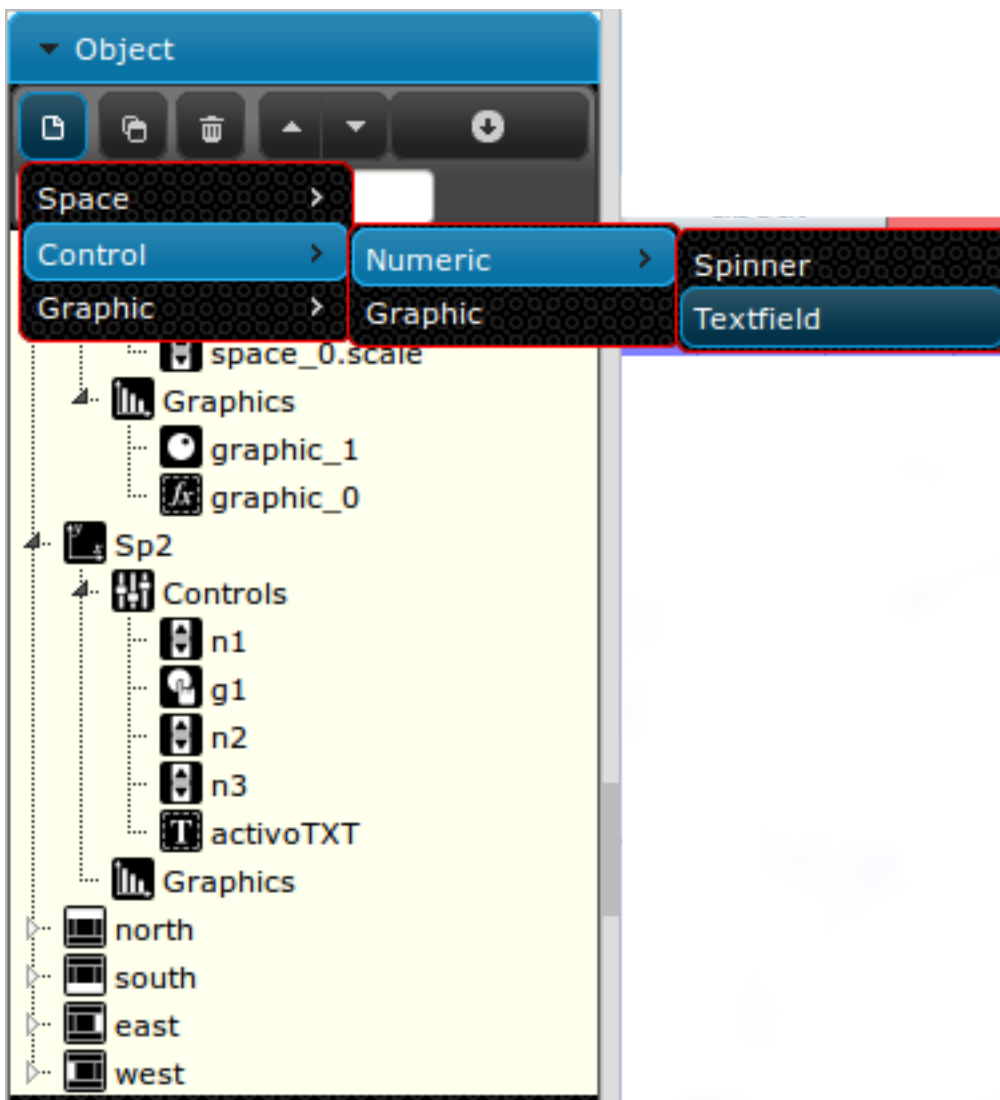 Object
Space
Control
Numeric
Spinner
Graphic
Graphic
Textfield
space_0.scale
Graphics
graphic_1
fx graphic_0
Sp2
Controls
n1
g1
n2
n3
T activoTXT
Graphics
north
south
east
west